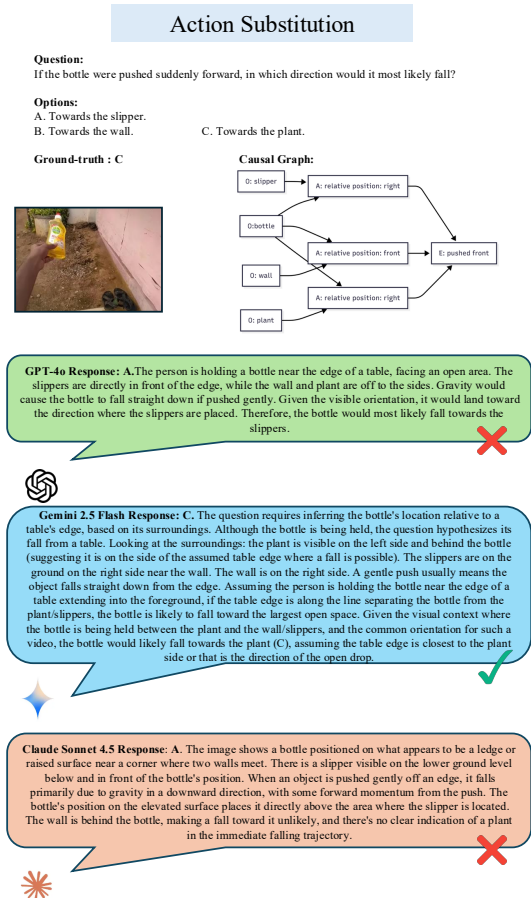 Action Substitution
Question:
If the bottle were pushed suddenly forward, in which direction would it most likely fall?
Options:
A. Towards the slipper.
B. Towards the wall. C. Towards the plant.
Ground-truth : C Causal Graph:
O: slipper
A: relative position: right
O:bottle
A: relative position: front
E: pushed front
O: wall
A: relative position: right
O: plant
GPT-4o Response: A.The person is holding a bottle near the edge of a table, facing an open area. The
slippers are directly in front of the edge, while the wall and plant are off to the sides. Gravity would
cause the bottle to fall straight down if pushed gently. Given the visible orientation, it would land toward
the direction where the slippers are placed. Therefore, the bottle would most likely fall towards the
slippers.
Gemini 2.5 Flash Response: C. The question requires inferring the bottle's location relative to a
table's edge, based on its surroundings. Although the bottle is being held, the question hypothesizes its
fall from a table. Looking at the surroundings: the plant is visible on the left side and behind the bottle
(suggesting it is on the side of the assumed table edge where a fall is possible). The slippers are on the
ground on the right side near the wall. The wall is on the right side. A gentle push usually means the
object falls straight down from the edge. Assuming the person is holding the bottle near the edge of a
table extending into the foreground, if the table edge is along the line separating the bottle from the
plant/slippers, the bottle is likely to fall toward the largest open space. Given the visual context where
the bottle is being held between the plant and the wall/slippers, and the common orientation for such a
video, the bottle would likely fall towards the plant (C), assuming the table edge is closest to the plant
side or that is the direction of the open drop.
Claude Sonnet 4.5 Response: A. The image shows a bottle positioned on what appears to be a ledge or
raised surface near a corner where two walls meet. There is a slipper visible on the lower ground level
below and in front of the bottle's position. When an object is pushed gently off an edge, it falls
primarily due to gravity in a downward direction, with some forward momentum from the push. The
bottle's position on the elevated surface places it directly above the area where the slipper is located.
The wall is behind the bottle, making a fall toward it unlikely, and there's no clear indication of a plant
in the immediate falling trajectory.